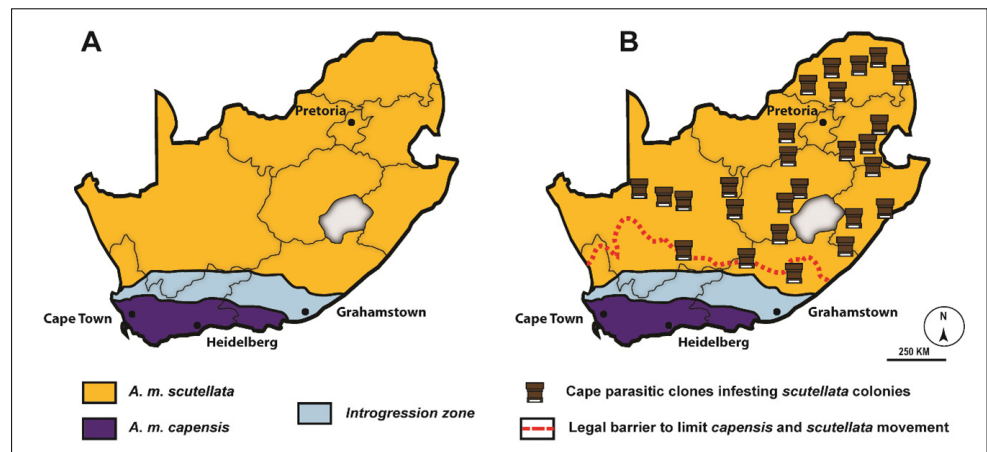 A
Pretoria
Cape Town
Heidelberg
Grahamstown
B
Pretoria
Cape Town
Heidelberg
Grahamstown
N
250 KM
A. m. scutellata
A. m. capensis
Introgression zone
Cape parasitic clones infesting scutellata colonies
Legal barrier to limit capensis and scutellata movement